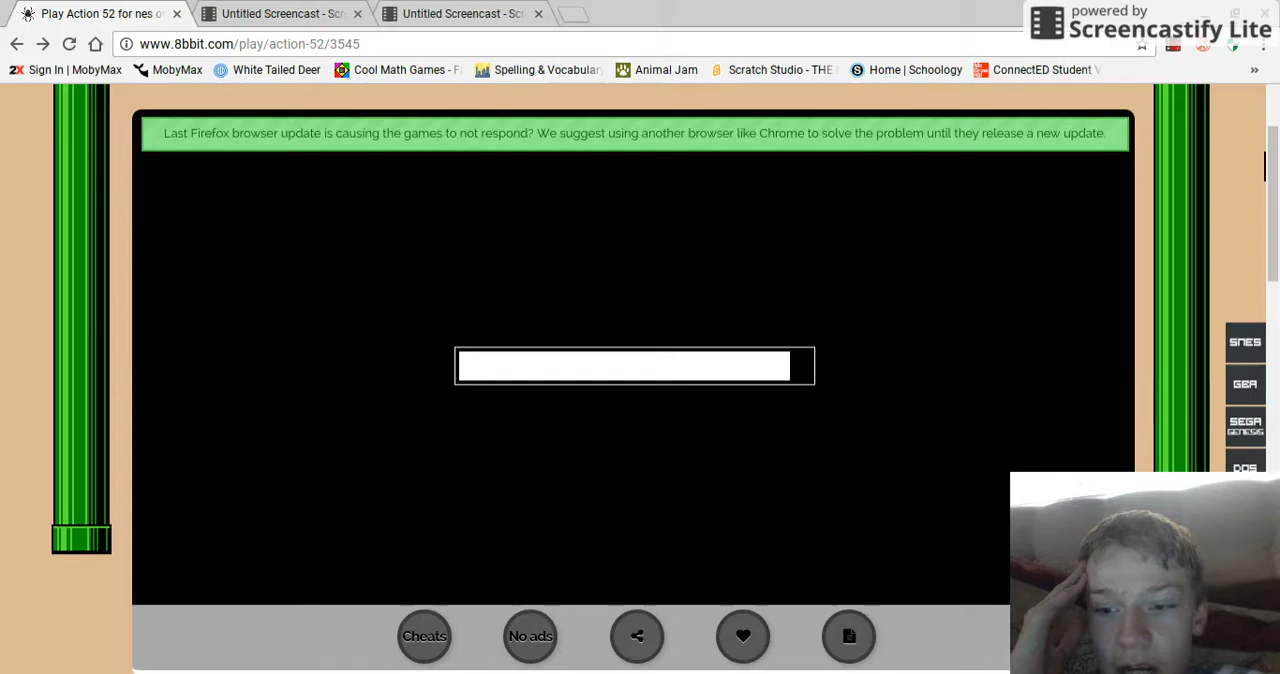 Play Action 52 for nes o
Untitled Screencast - Scr
Untitled Screencast - Scr
powered by
Screencastify Lite
www.8bbit.com/play/action-52/3545
2X Sign In | MobyMax
MobyMax
White Tailed Deer
Cool Math Games - F
Spelling & Vocabular
Animal Jam
Scratch Studio - THE
S Home | Schoology
ConnectED Student
Last Firefox browser update is causing the games to not respond? We suggest using another browser like Chrome to solve the problem until they release a new update.
SNES
GBA
SEGA
GENESIS
DOS
Cheats
No ads